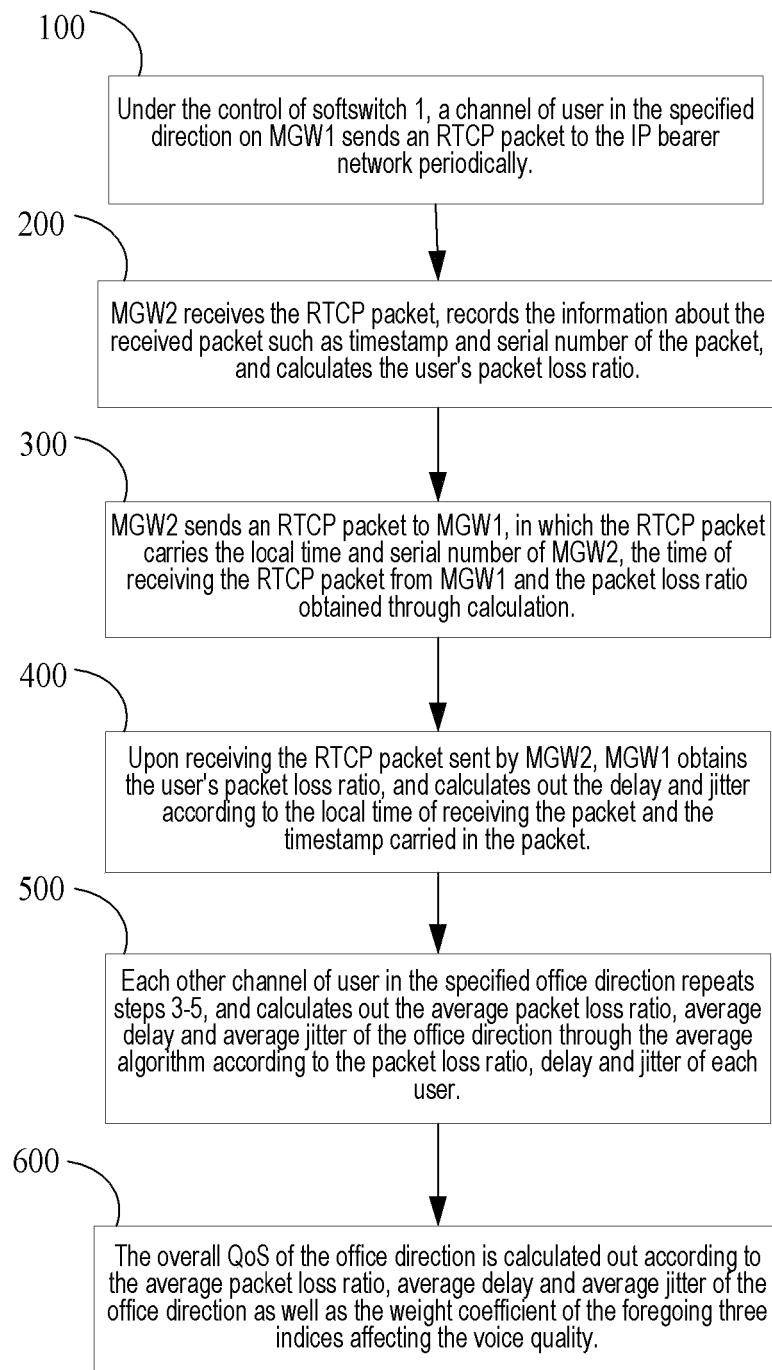 100
Under the control of softswitch 1, a channel of user in the specified
direction on MGW1 sends an RTCP packet to the IP bearer
network periodically.
200
MGW2 receives the RTCP packet, records the information about the
received packet such as timestamp and serial number of the packet,
and calculates the user's packet loss ratio.
300
MGW2 sends an RTCP packet to MGW1, in which the RTCP packet
carries the local time and serial number of MGW2, the time of
receiving the RTCP packet from MGW1 and the packet loss ratio
obtained through calculation.
400
Upon receiving the RTCP packet sent by MGW2, MGW1 obtains
the user's packet loss ratio, and calculates out the delay and jitter
according to the local time of receiving the packet and the
timestamp carried in the packet.
500
Each other channel of user in the specified office direction repeats
steps 3-5, and calculates out the average packet loss ratio, average
delay and average jitter of the office direction through the average
algorithm according to the packet loss ratio, delay and jitter of each
user.
600
The overall QoS of the office direction is calculated out according to
the average packet loss ratio, average delay and average jitter of the
office direction as well as the weight coefficient of the foregoing three
indices affecting the voice quality.